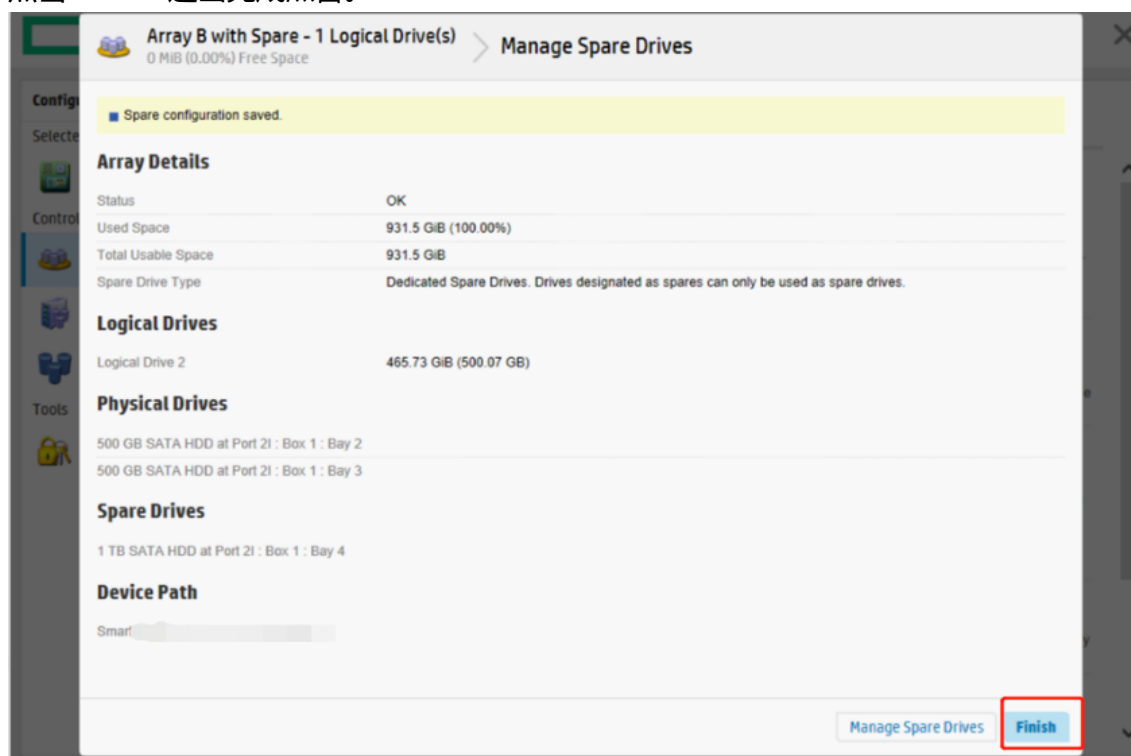 Array B with Spare - 1 Logical Drive(s)
0 MiB (0.00%) Free Space
Manage Spare Drives
Spare configuration saved.
Array Details
Status OK
Used Space 931.5 GiB (100.00%)
Total Usable Space 931.5 GiB
Spare Drive Type Dedicated Spare Drives. Drives designated as spares can only be used as spare drives.
Logical Drives
Logical Drive 2 465.73 GiB (500.07 GB)
Physical Drives
500 GB SATA HDD at Port 2I : Box 1 : Bay 2
500 GB SATA HDD at Port 2I : Box 1 : Bay 3
Spare Drives
1 TB SATA HDD at Port 2I : Box 1 : Bay 4
Device Path
Smar
Manage Spare Drives
Finish
Configu
Selecte
Control
Tools